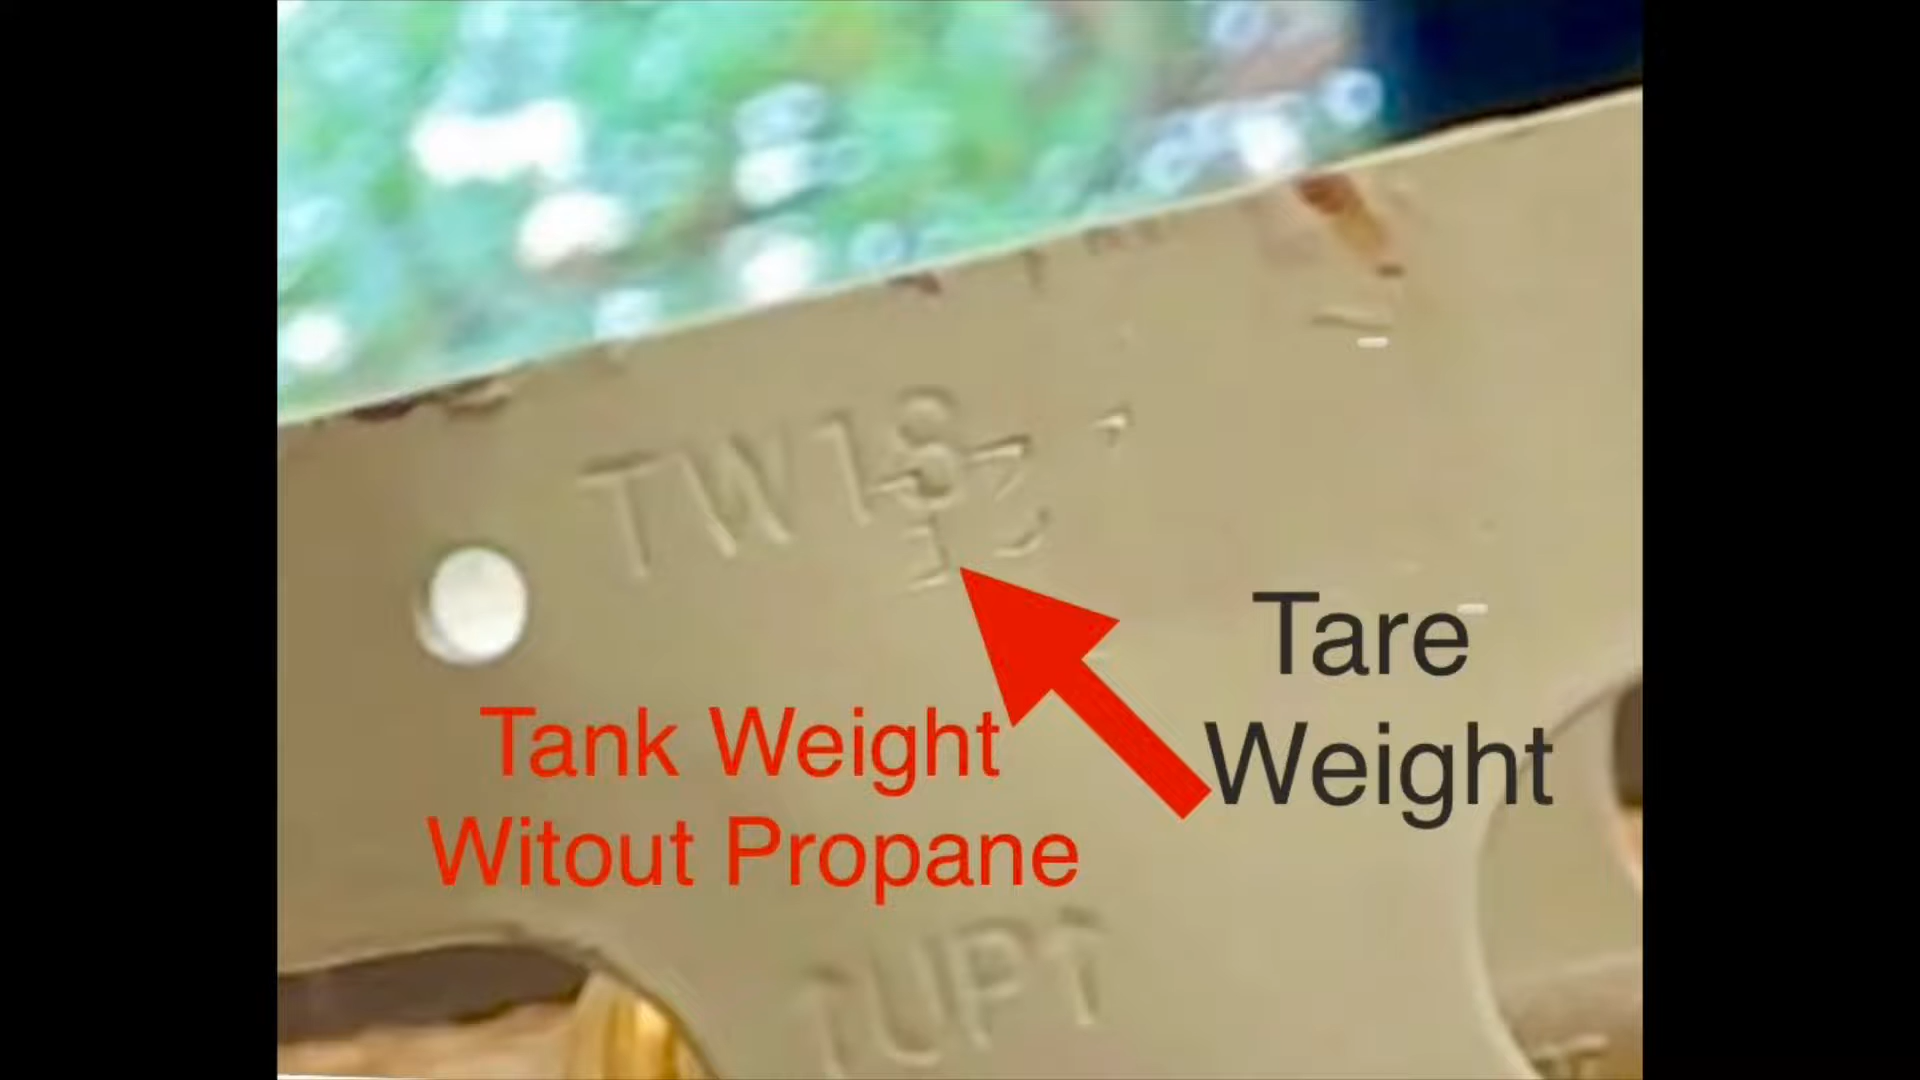 TW18
Tare
Weight
Tank Weight
Witout Propane